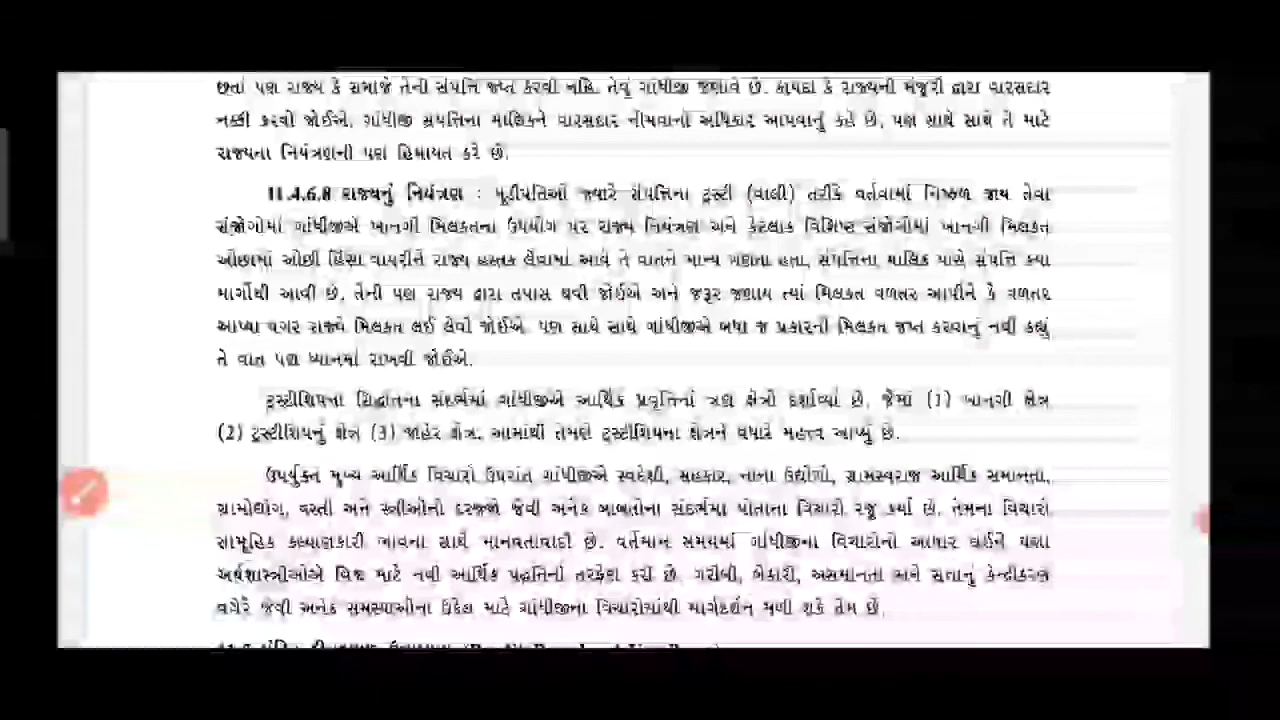 છતાં પણ રાજ્ય કે સમાજે તેની સંપત્તિ જપ્ત કરવી નહિ. તેવું ગાંધીજી જણાવે છે. કાયદા કે રાજ્યની મંજૂરી દ્વારા વારસદાર
નક્કી કરવો જોઈએ. ગાંધીજી સંપત્તિના માલિકને વારસદાર નીમવાનો અધિકાર આપવાનું કહે છે, પણ સાથે સાથે તે માટે
રાજ્યના નિયંત્રણની પણ હિમાયત કરે છે.
11.4.6.8 રાજ્યનું નિયંત્રણ : મૂડીપતિઓ જ્યારે સંપત્તિના ટ્રસ્ટી (વાલી) તરીકે વર્તવામાં નિષ્ફળ જાય તેવા
સંજોગોમાં ગાંધીજીએ ખાનગી મિલકતના ઉપયોગ પર રાજ્ય નિયંત્રણ અને કેટલાક વિશિષ્ટ સંજોગોમાં ખાનગી મિલકત
ઓછામાં ઓછી હિંસા વાપરીને રાજ્ય હસ્તક લેવામાં આવે તે વાતને માન્ય ગણતા હતા. સંપત્તિના માલિક પાસે સંપત્તિ કયા
માર્ગોથી આવી છે. તેની પણ રાજ્ય દ્વારા તપાસ થવી જોઈએ અને જરૂર જણાય ત્યાં મિલકત વળતર આપીને કે વળતર
આપ્યા વગર રાજ્યે મિલકત લઈ લેવી જોઈએ. પણ સાથે સાથે ગાંધીજીએ બધા જ પ્રકારની મિલકત જપ્ત કરવાનું નથી કહ્યું
તે વાત પણ ધ્યાનમાં રાખવી જોઈએ.
ટ્રસ્ટીશિપના સિદ્ધાંતના સંદર્ભમાં ગાંધીજીએ આર્થિક પ્રવૃત્તિનાં ત્રણ ક્ષેત્રો દર્શાવ્યાં છે. જેમાં (1) ખાનગી ક્ષેત્ર
(2) ટ્રસ્ટીશિપનું ક્ષેત્ર (3) જાહેર ક્ષેત્ર. આમાંથી તેમણે ટ્રસ્ટીશિપના ક્ષેત્રને વધારે મહત્ત્વ આપ્યું છે.
ઉપર્યુક્ત મુખ્ય આર્થિક વિચારો ઉપરાંત ગાંધીજીએ સ્વદેશી, સહકાર, નાના ઉદ્યોગો, ગ્રામસ્વરાજ આર્થિક સમાનતા,
ગ્રામોદ્યોગ, વસ્તી અને સ્ત્રીઓનો દરજ્જો જેવી અનેક બાબતોના સંદર્ભમાં પોતાના વિચારો રજૂ કર્યા છે. તેમના વિચારો
સામૂહિક કલ્યાણકારી ભાવના સાથે માનવતાવાદી છે. વર્તમાન સમયમાં ગાંધીજીના વિચારોનો આધાર લઈને ઘણા
અર્થશાસ્ત્રીઓએ વિશ્વ માટે નવી આર્થિક પદ્ધતિની તરફેણ કરી છે. ગરીબી, બેકારી, અસમાનતા અને સત્તાનું કેન્દ્રીકરણ
વગેરે જેવી અનેક સમસ્યાઓના ઉકેલ માટે ગાંધીજીના વિચારોમાંથી માર્ગદર્શન મળી શકે તેમ છે.